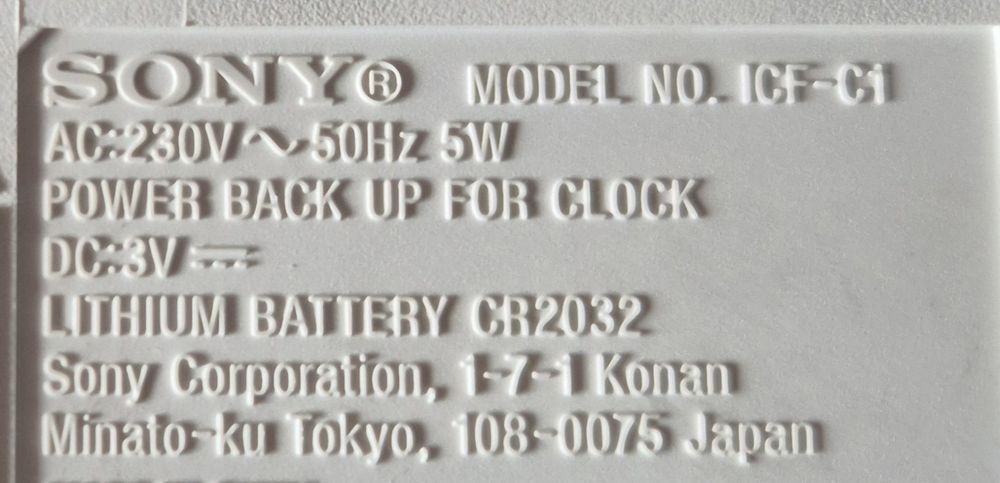 SONY® MODEL NO. ICF-C1
AC:230V ~ 50Hz 5W
POWER BACK UP FOR CLOCK
DC:3V ⎓
LITHIUM BATTERY CR2032
Sony Corporation, 1-7-1 Konan
Minato-ku Tokyo, 108-0075 Japan